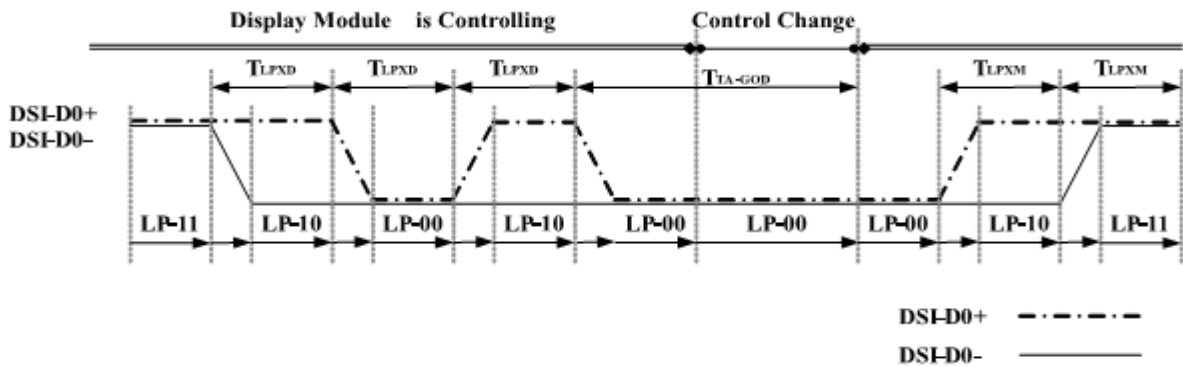 Display Module is Controlling Control Change
TLPXD TLPXD TLPXD TTA-GOD TLPXM TLPXM
DSI-D0+
DSI-D0-
LP-11 LP-10 LP-00 LP-10 LP-00 LP-00 LP-00 LP-10 LP-11
DSI-D0+
DSI-D0-